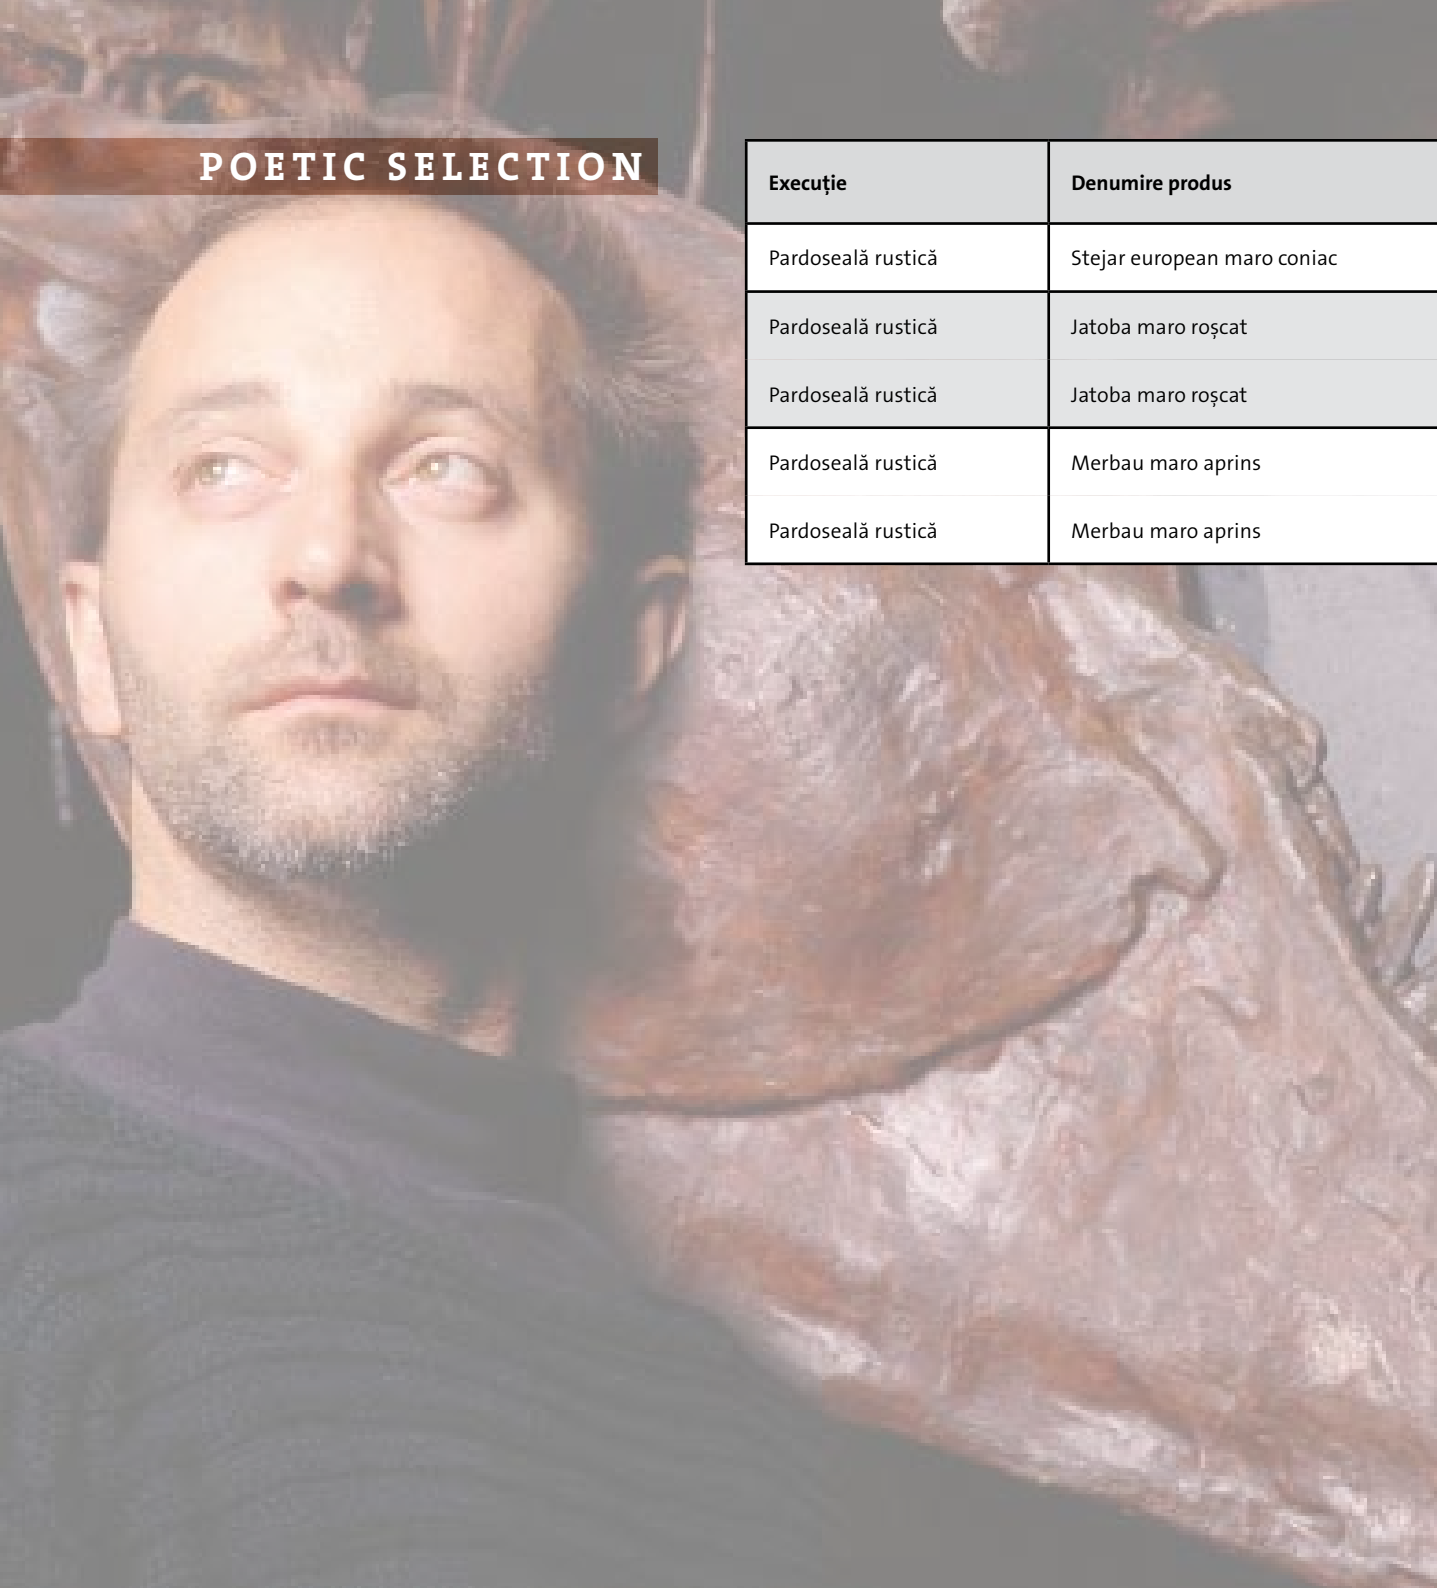 POETIC SELECTION
Execuție Denumire produs
Pardoseală rustică Stejar european maro coniac
Pardoseală rustică Jatoba maro roșcat
Pardoseală rustică Jatoba maro roșcat
Pardoseală rustică Merbau maro aprins
Pardoseală rustică Merbau maro aprins